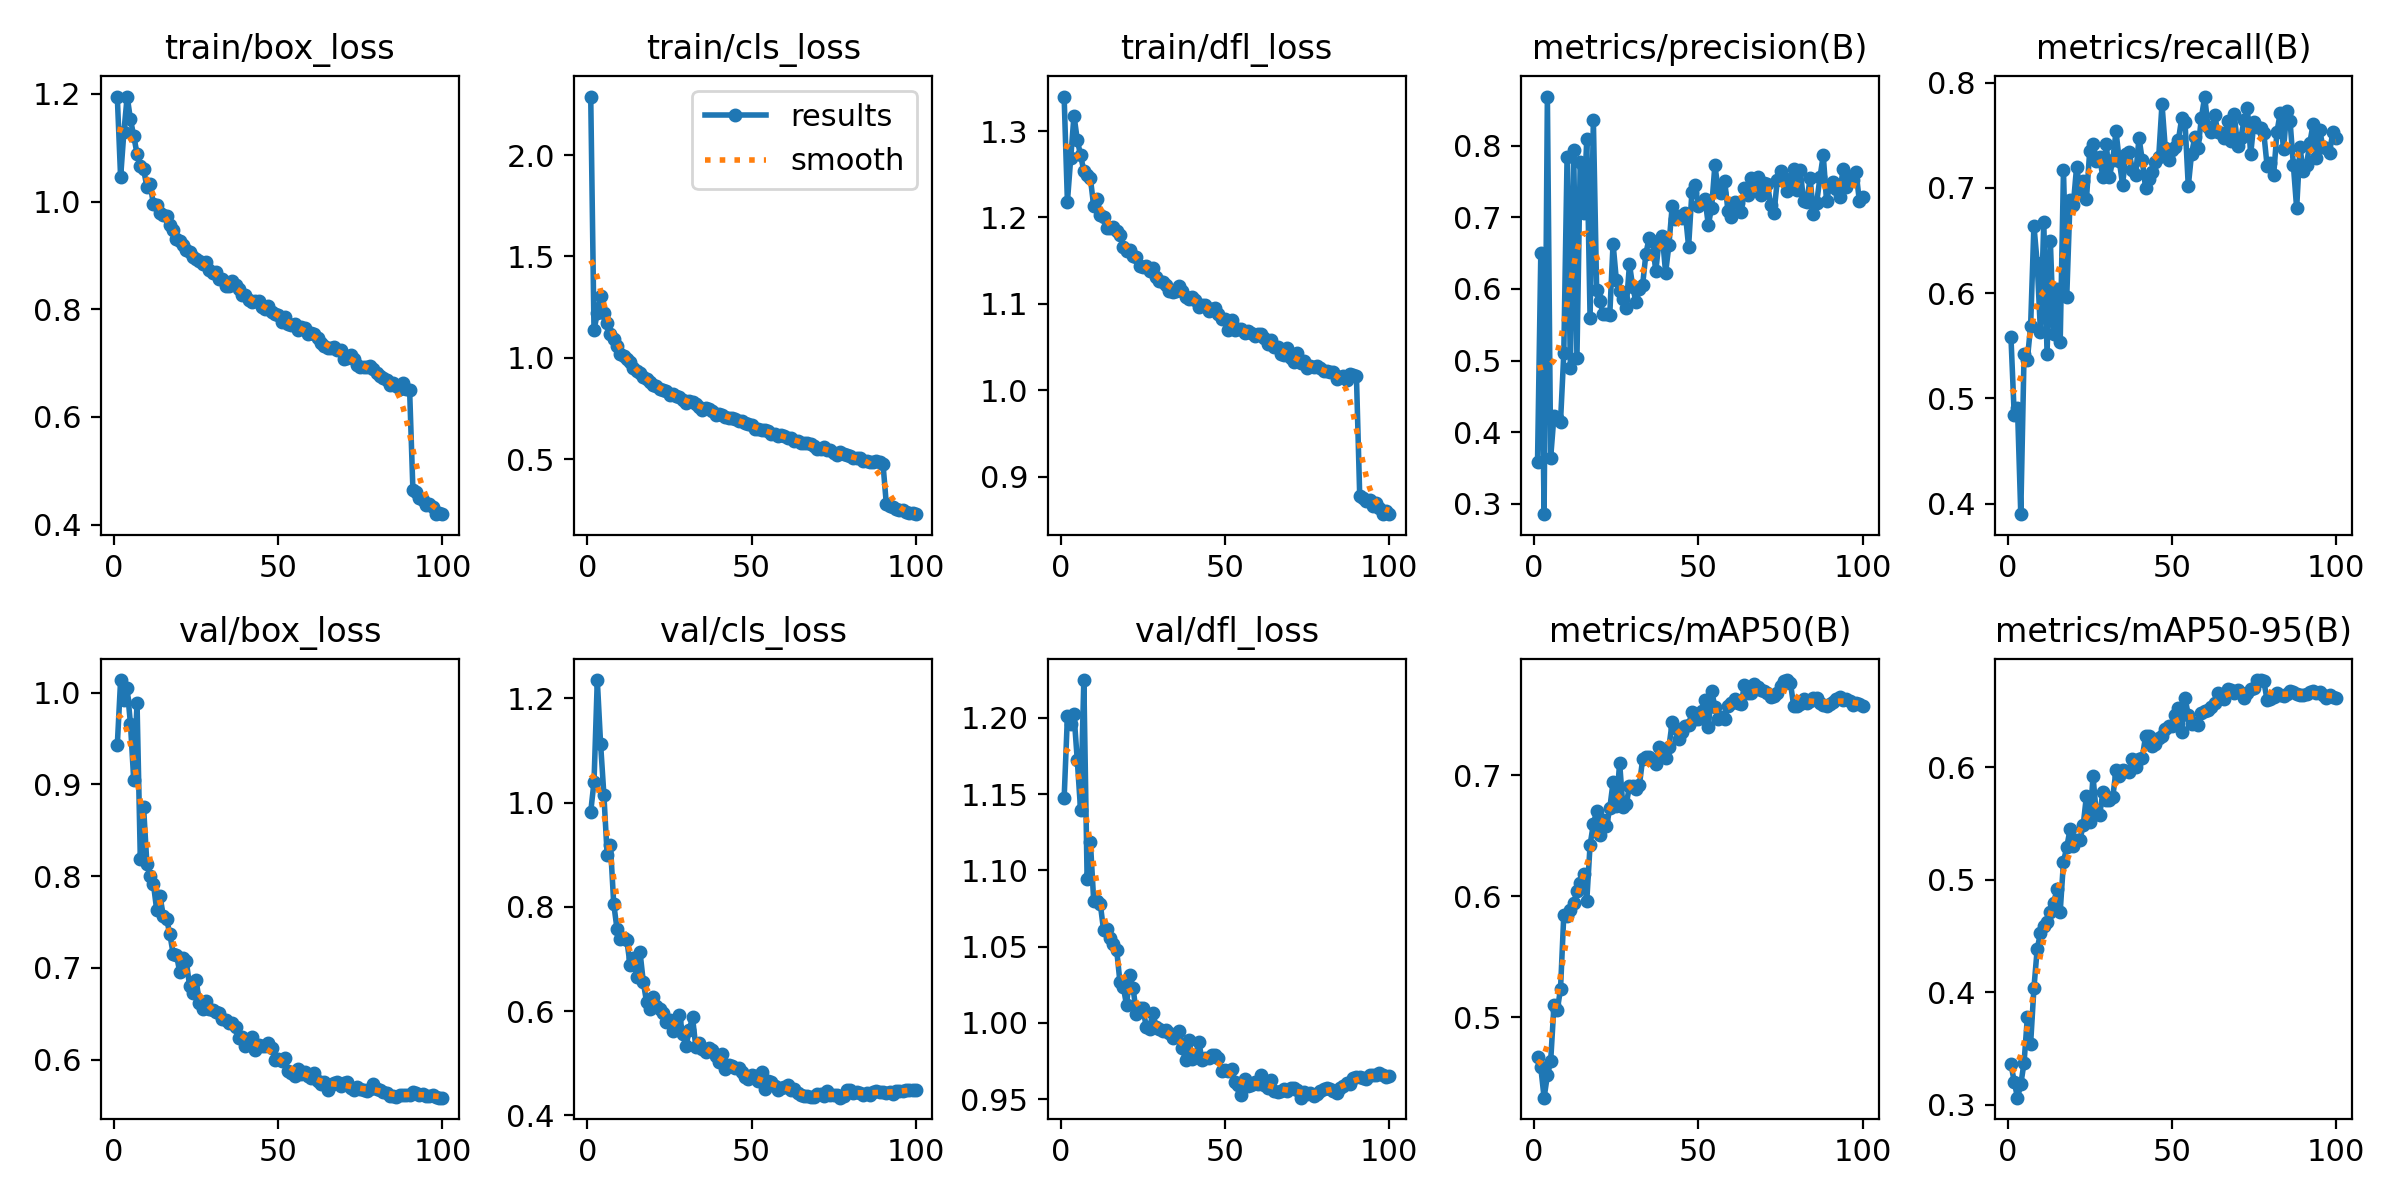 train/box_loss
1.2
1.0
0.8
0.6
0.4
0 50 100
train/cls_loss
results
smooth
2.0
1.5
1.0
0.5
0 50 100
train/dfl_loss
1.3
1.2
1.1
1.0
0.9
0 50 100
metrics/precision(B)
0.8
0.7
0.6
0.5
0.4
0.3
0 50 100
metrics/recall(B)
0.8
0.7
0.6
0.5
0.4
0 50 100
val/box_loss
1.0
0.9
0.8
0.7
0.6
0 50 100
val/cls_loss
1.2
1.0
0.8
0.6
0.4
0 50 100
val/dfl_loss
1.20
1.15
1.10
1.05
1.00
0.95
0 50 100
metrics/mAP50(B)
0.7
0.6
0.5
0 50 100
metrics/mAP50-95(B)
0.6
0.5
0.4
0.3
0 50 100